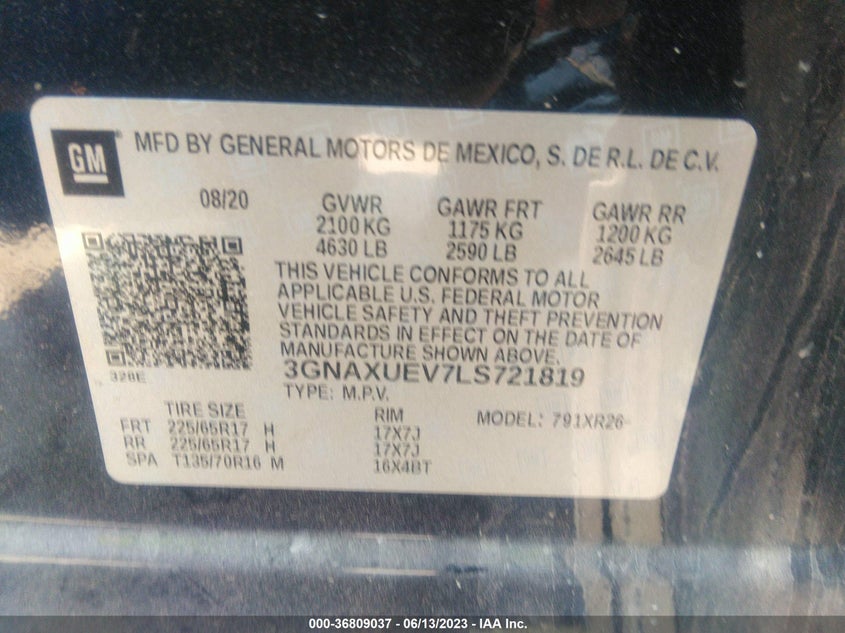 GM
MFD BY GENERAL MOTORS DE MEXICO, S. DE R.L. DE C.V.
08/20 GVWR GAWR FRT GAWR RR
2100 KG 1175 KG 1200 KG
4630 LB 2590 LB 2645 LB
THIS VEHICLE CONFORMS TO ALL
APPLICABLE U.S. FEDERAL MOTOR
VEHICLE SAFETY AND THEFT PREVENTION
STANDARDS IN EFFECT ON THE DATE OF
MANUFACTURE SHOWN ABOVE.
3GNAXUEV7LS721819
326E
TYPE: M.P.V.
TIRE SIZE RIM MODEL: 791XR26
FRT 225/65R17 H 17X7J
RR 225/65R17 H 17X7J
SPA T135/70R16 M 16X4BT
000-36809037 - 06/13/2023 - IAA Inc.